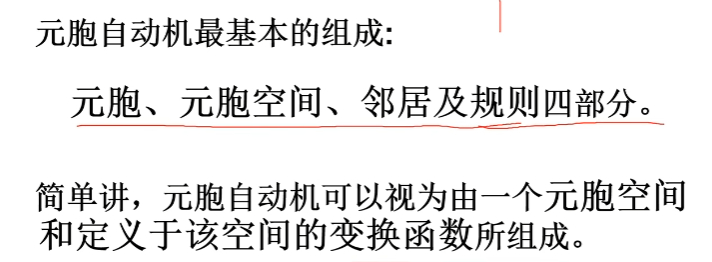 元胞自动机最基本的组成:
元胞、元胞空间、邻居及规则四部分。
简单讲，元胞自动机可以视为由一个元胞空间
和定义于该空间的变换函数所组成。